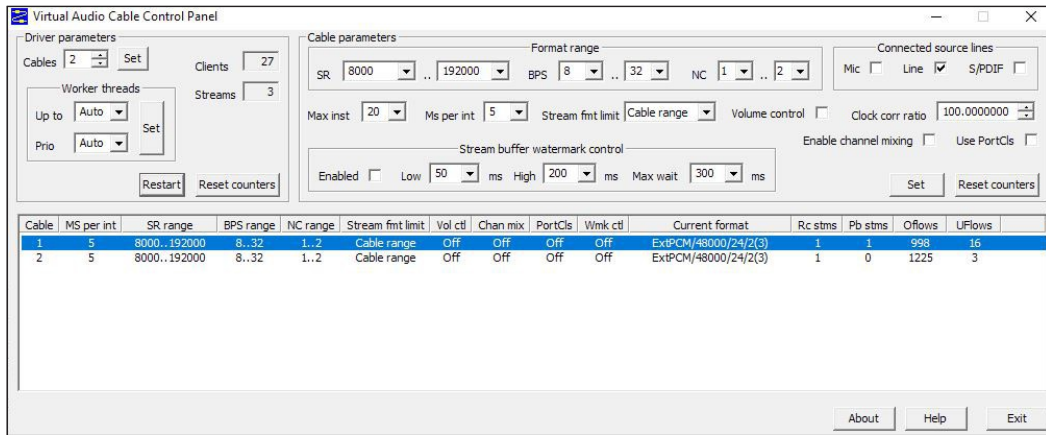 Virtual Audio Cable Control Panel
Driver parameters
Cables 2 Set
Clients 27
Streams 3
Worker threads
Up to Auto
Prio Auto
Set
Restart Reset counters
Cable parameters
Format range
SR 8000 .. 192000 BPS 8 .. 32 NC 1 .. 2
Connected source lines
Mic Line S/PDIF
Max inst 20 Ms per int 5 Stream fmt limit Cable range Volume control Clock corr ratio 100.0000000
Enable channel mixing Use PortCls
Stream buffer watermark control
Enabled Low 50 ms High 200 ms Max wait 300 ms
Set Reset counters
Cable MS per int SR range BPS range NC range Stream fmt limit Vol ctl Chan mix PortCls Wmk ctl Current format Rc stms Pb stms Oflows UFlows
1 5 8000..192000 8..32 1..2 Cable range Off Off Off Off ExtPCM/48000/24/2(3) 1 1 998 16
2 5 8000..192000 8..32 1..2 Cable range Off Off Off Off ExtPCM/48000/24/2(3) 1 0 1225 3
About Help Exit